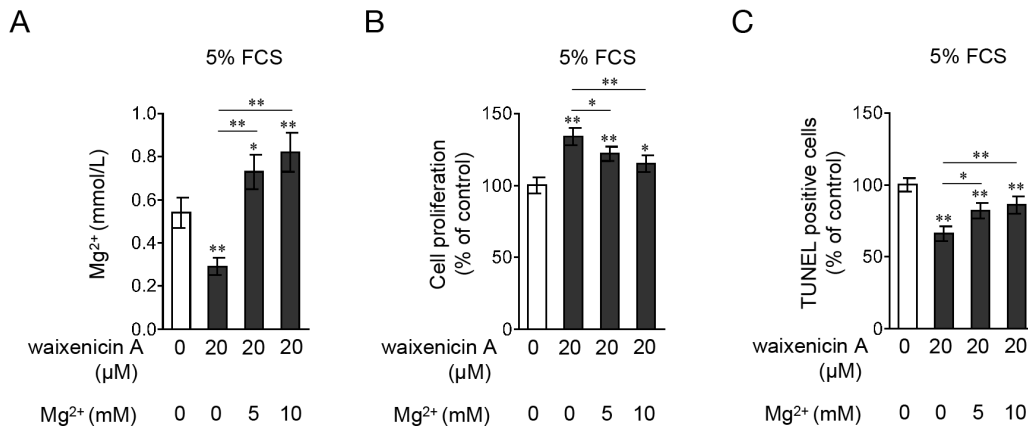 A
5% FCS
Mg²⁺ (mmol/L)
1.0
0.8
0.6
0.4
0.2
0.0
**
**
**
*
**
waixenicin A
(µM)
0 20 20 20
Mg²⁺ (mM) 0 0 5 10
B
5% FCS
Cell proliferation
(% of control)
150
100
50
0
**
*
**
**
*
waixenicin A
(µM)
0 20 20 20
Mg²⁺ (mM) 0 0 5 10
C
5% FCS
TUNEL positive cells
(% of control)
150
100
50
0
**
*
**
**
**
waixenicin A
(µM)
0 20 20 20
Mg²⁺ (mM) 0 0 5 10